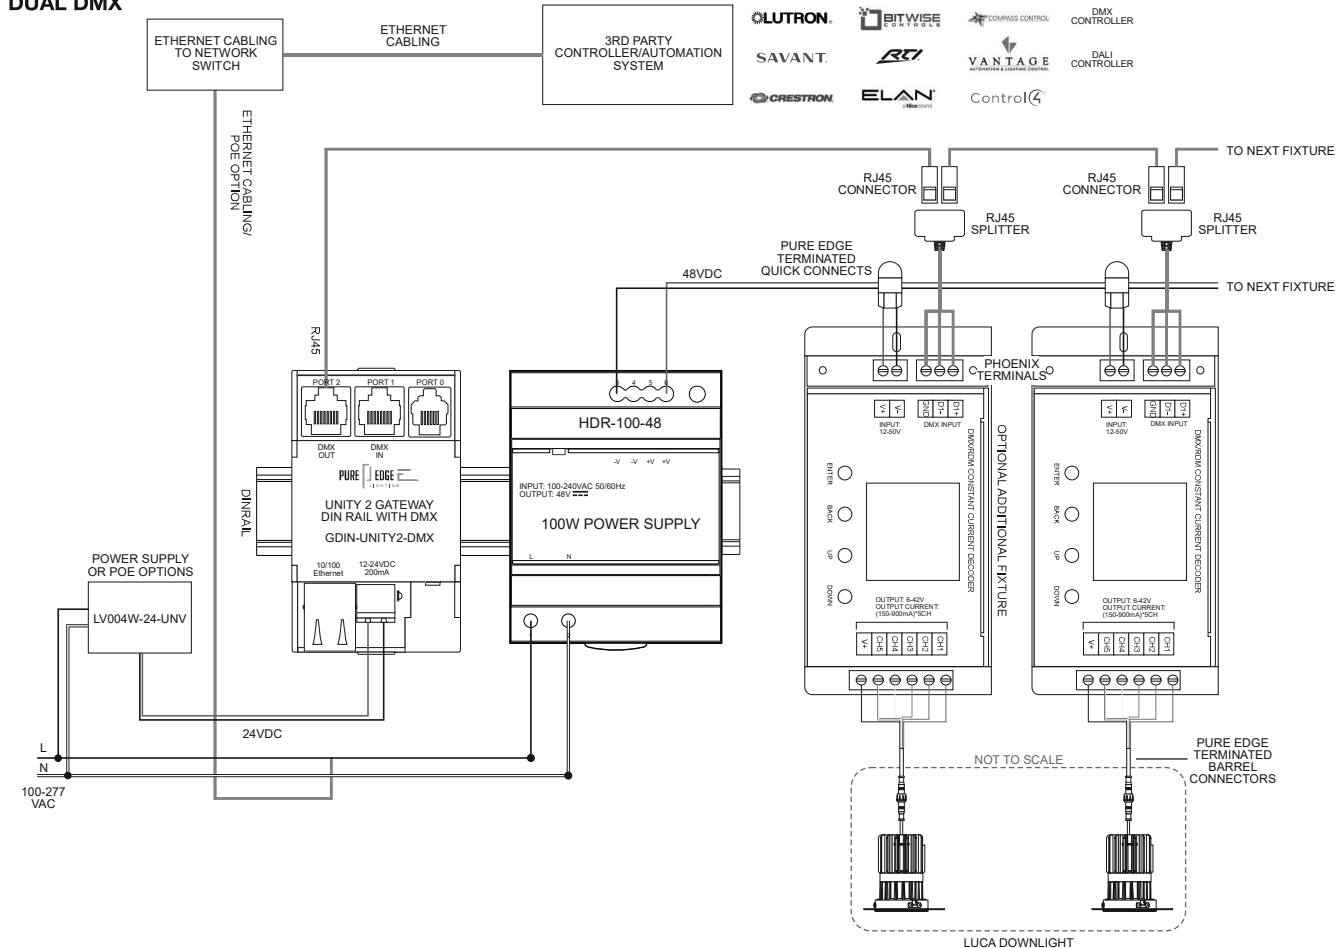 DUAL DMX
ETHERNET CABLING
TO NETWORK
SWITCH
ETHERNET
CABLING
3RD PARTY
CONTROLLER/AUTOMATION
SYSTEM
LUTRON
BITWISE
CONTROLS
COMPASS CONTROL
DMX
CONTROLLER
SAVANT
RTI
VANTAGE
AUTOMATION & LIGHTING CONTROL
DALI
CONTROLLER
CRESTRON
ELAN
Control4
ETHERNET CABLING/
POE OPTION
TO NEXT FIXTURE
RJ45
CONNECTOR
RJ45
CONNECTOR
RJ45
SPLITTER
RJ45
SPLITTER
PURE EDGE
TERMINATED
QUICK CONNECTS
48VDC
TO NEXT FIXTURE
RJ45
PHOENIX
TERMINALS
PORT 2
PORT 1
PORT 0
DMX
OUT
DMX
IN
PURE EDGE
LIGHTING
UNITY 2 GATEWAY
DIN RAIL WITH DMX
GDIN-UNITY2-DMX
10/100
Ethernet
12-24VDC
200mA
DINRAIL
3 4 5 6
HDR-100-48
-V -V +V +V
INPUT: 100-240VAC 50/60Hz
OUTPUT: 48V
100W POWER SUPPLY
L N
1 2
V+ V- GND D1- D1+
INPUT:
12-50V
DMX INPUT
DMX/RDM CONSTANT CURRENT DECODER
ENTER
BACK
UP
DOWN
OUTPUT: 6-42V
OUTPUT CURRENT:
(150-900mA)*5CH
V+ CH5 CH4 CH3 CH2 CH1
OPTIONAL ADDITIONAL FIXTURE
V+ V- GND D1- D1+
INPUT:
12-50V
DMX INPUT
DMX/RDM CONSTANT CURRENT DECODER
ENTER
BACK
UP
DOWN
OUTPUT: 6-42V
OUTPUT CURRENT:
(150-900mA)*5CH
V+ CH5 CH4 CH3 CH2 CH1
POWER SUPPLY
OR POE OPTIONS
LV004W-24-UNV
24VDC
L
N
100-277
VAC
NOT TO SCALE
PURE EDGE
TERMINATED
BARREL
CONNECTORS
LUCA DOWNLIGHT